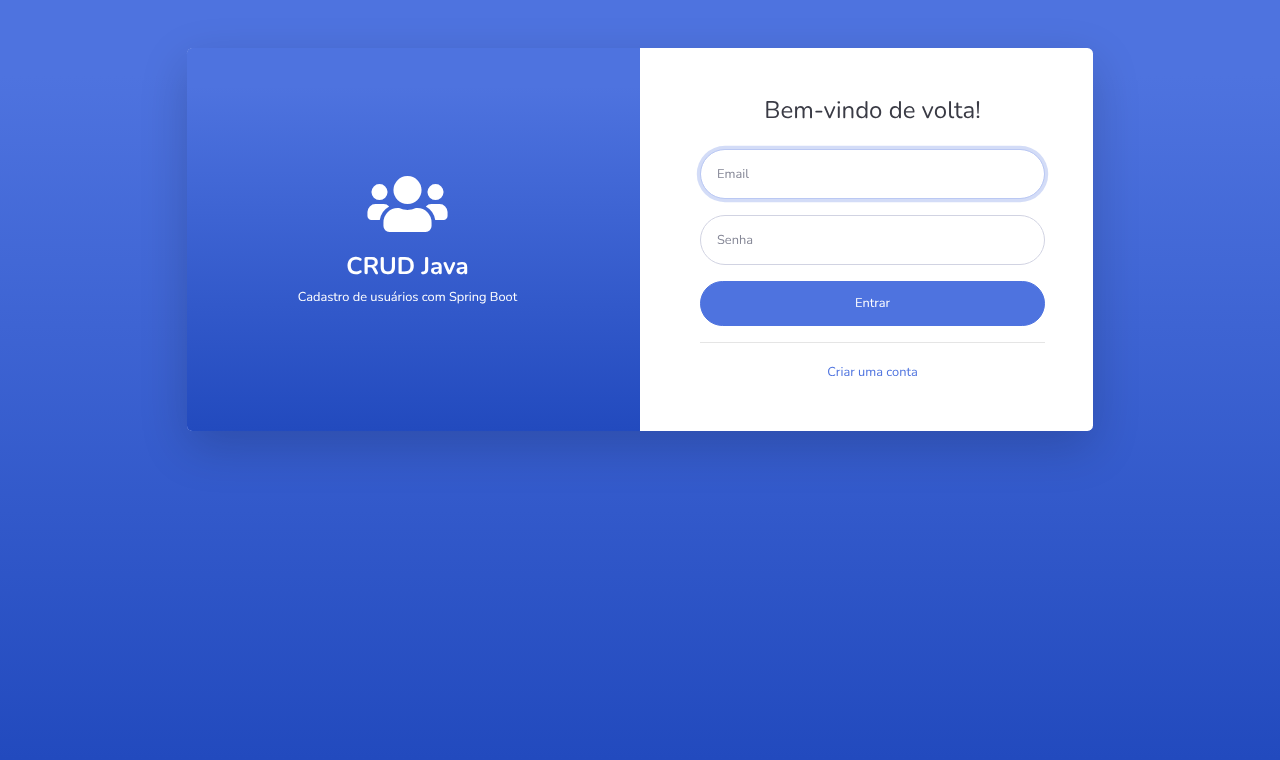 CRUD Java
Cadastro de usuários com Spring Boot
Bem-vindo de volta!
Email
Senha
Entrar
Criar uma conta